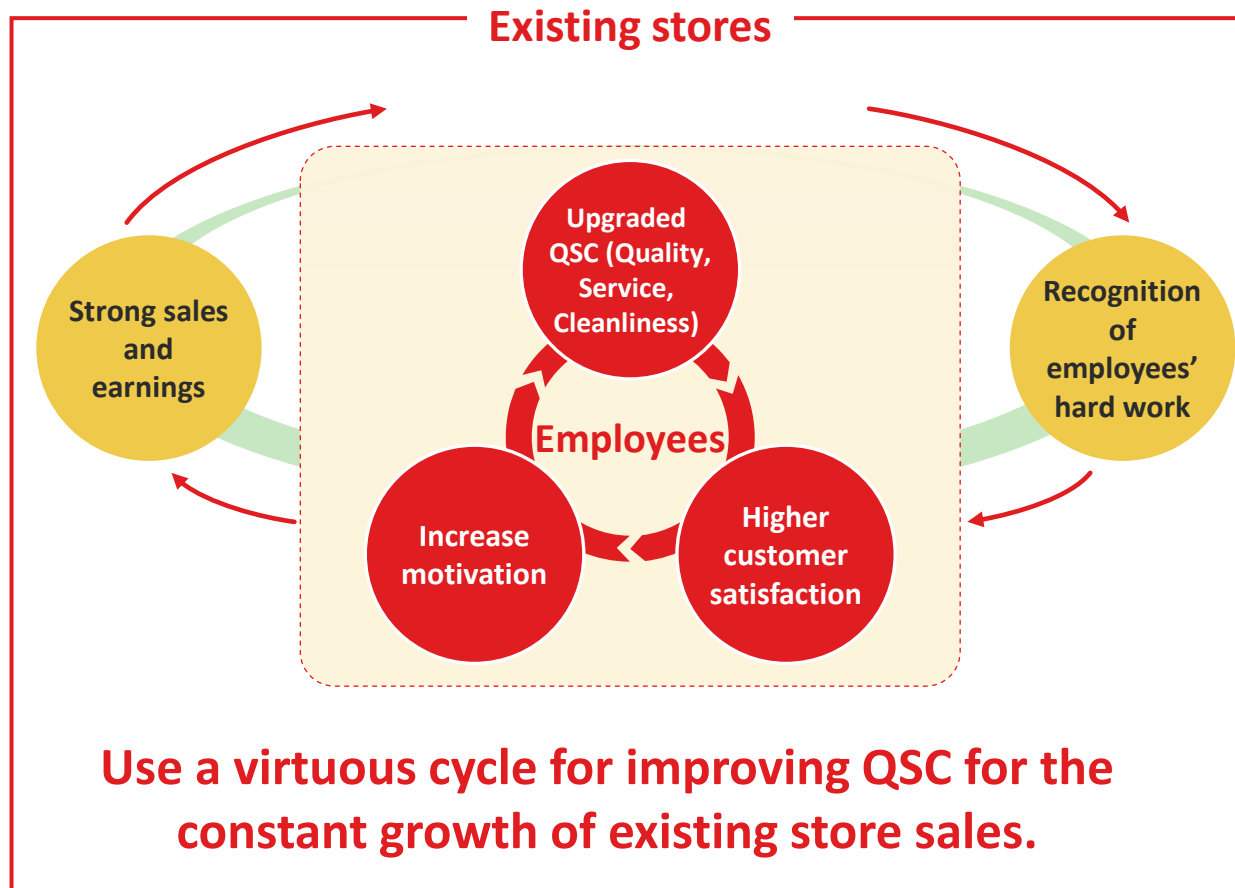 Existing stores
Upgraded
QSC (Quality,
Service,
Cleanliness)
Strong sales
and
earnings
Recognition
of
employees’
hard work
Employees
Increase
motivation
Higher
customer
satisfaction
Use a virtuous cycle for improving QSC for the
constant growth of existing store sales.